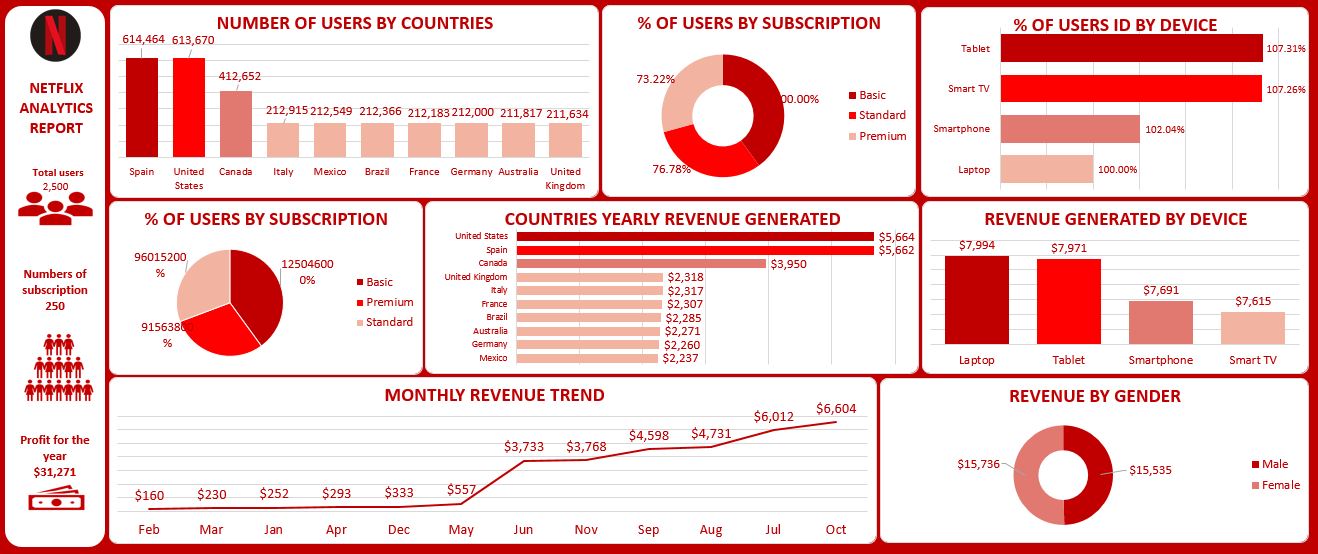 N
NETFLIX
ANALYTICS
REPORT
Total users
2,500
Numbers of
subscription
250
Profit for the
year
$31,271
NUMBER OF USERS BY COUNTRIES
614,464 613,670 412,652 212,915 212,549 212,366 212,183 212,000 211,817 211,634
Spain United States Canada Italy Mexico Brazil France Germany Australia United Kingdom
% OF USERS BY SUBSCRIPTION
73.22%
00.00%
76.78%
Basic
Standard
Premium
% OF USERS ID BY DEVICE
Tablet 107.31%
Smart TV 107.26%
Smartphone 102.04%
Laptop 100.00%
% OF USERS BY SUBSCRIPTION
96015200
%
12504600
0%
91563800
%
Basic
Premium
Standard
COUNTRIES YEARLY REVENUE GENERATED
United States $5,664
Spain $5,662
Canada $3,950
United Kingdom $2,318
Italy $2,317
France $2,307
Brazil $2,285
Australia $2,271
Germany $2,260
Mexico $2,237
REVENUE GENERATED BY DEVICE
$7,994 $7,971 $7,691 $7,615
Laptop Tablet Smartphone Smart TV
MONTHLY REVENUE TREND
$160 $230 $252 $293 $333 $557 $3,733 $3,768 $4,598 $4,731 $6,012 $6,604
Feb Mar Jan Apr Dec May Jun Nov Sep Aug Jul Oct
REVENUE BY GENDER
$15,736
$15,535
Male
Female